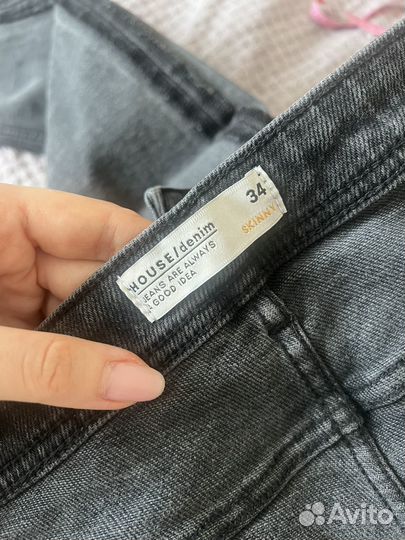 HOUSE/denim
JEANS ARE ALWAYS
GOOD IDEA
34
SKINNY
Avito